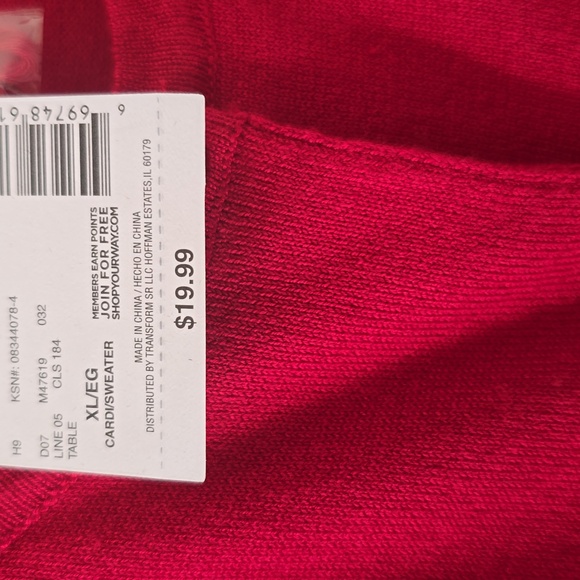 6 69748 61
H9 KSN#: 08344078-4
D07 M47619 032
LINE 05 CLS 184
TABLE
XL/EG
CARDI/SWEATER
MEMBERS EARN POINTS
JOIN FOR FREE
SHOPYOURWAY.COM
MADE IN CHINA / HECHO EN CHINA
DISTRIBUTED BY TRANSFORM SR LLC HOFFMAN ESTATES,IL 60179
$19.99